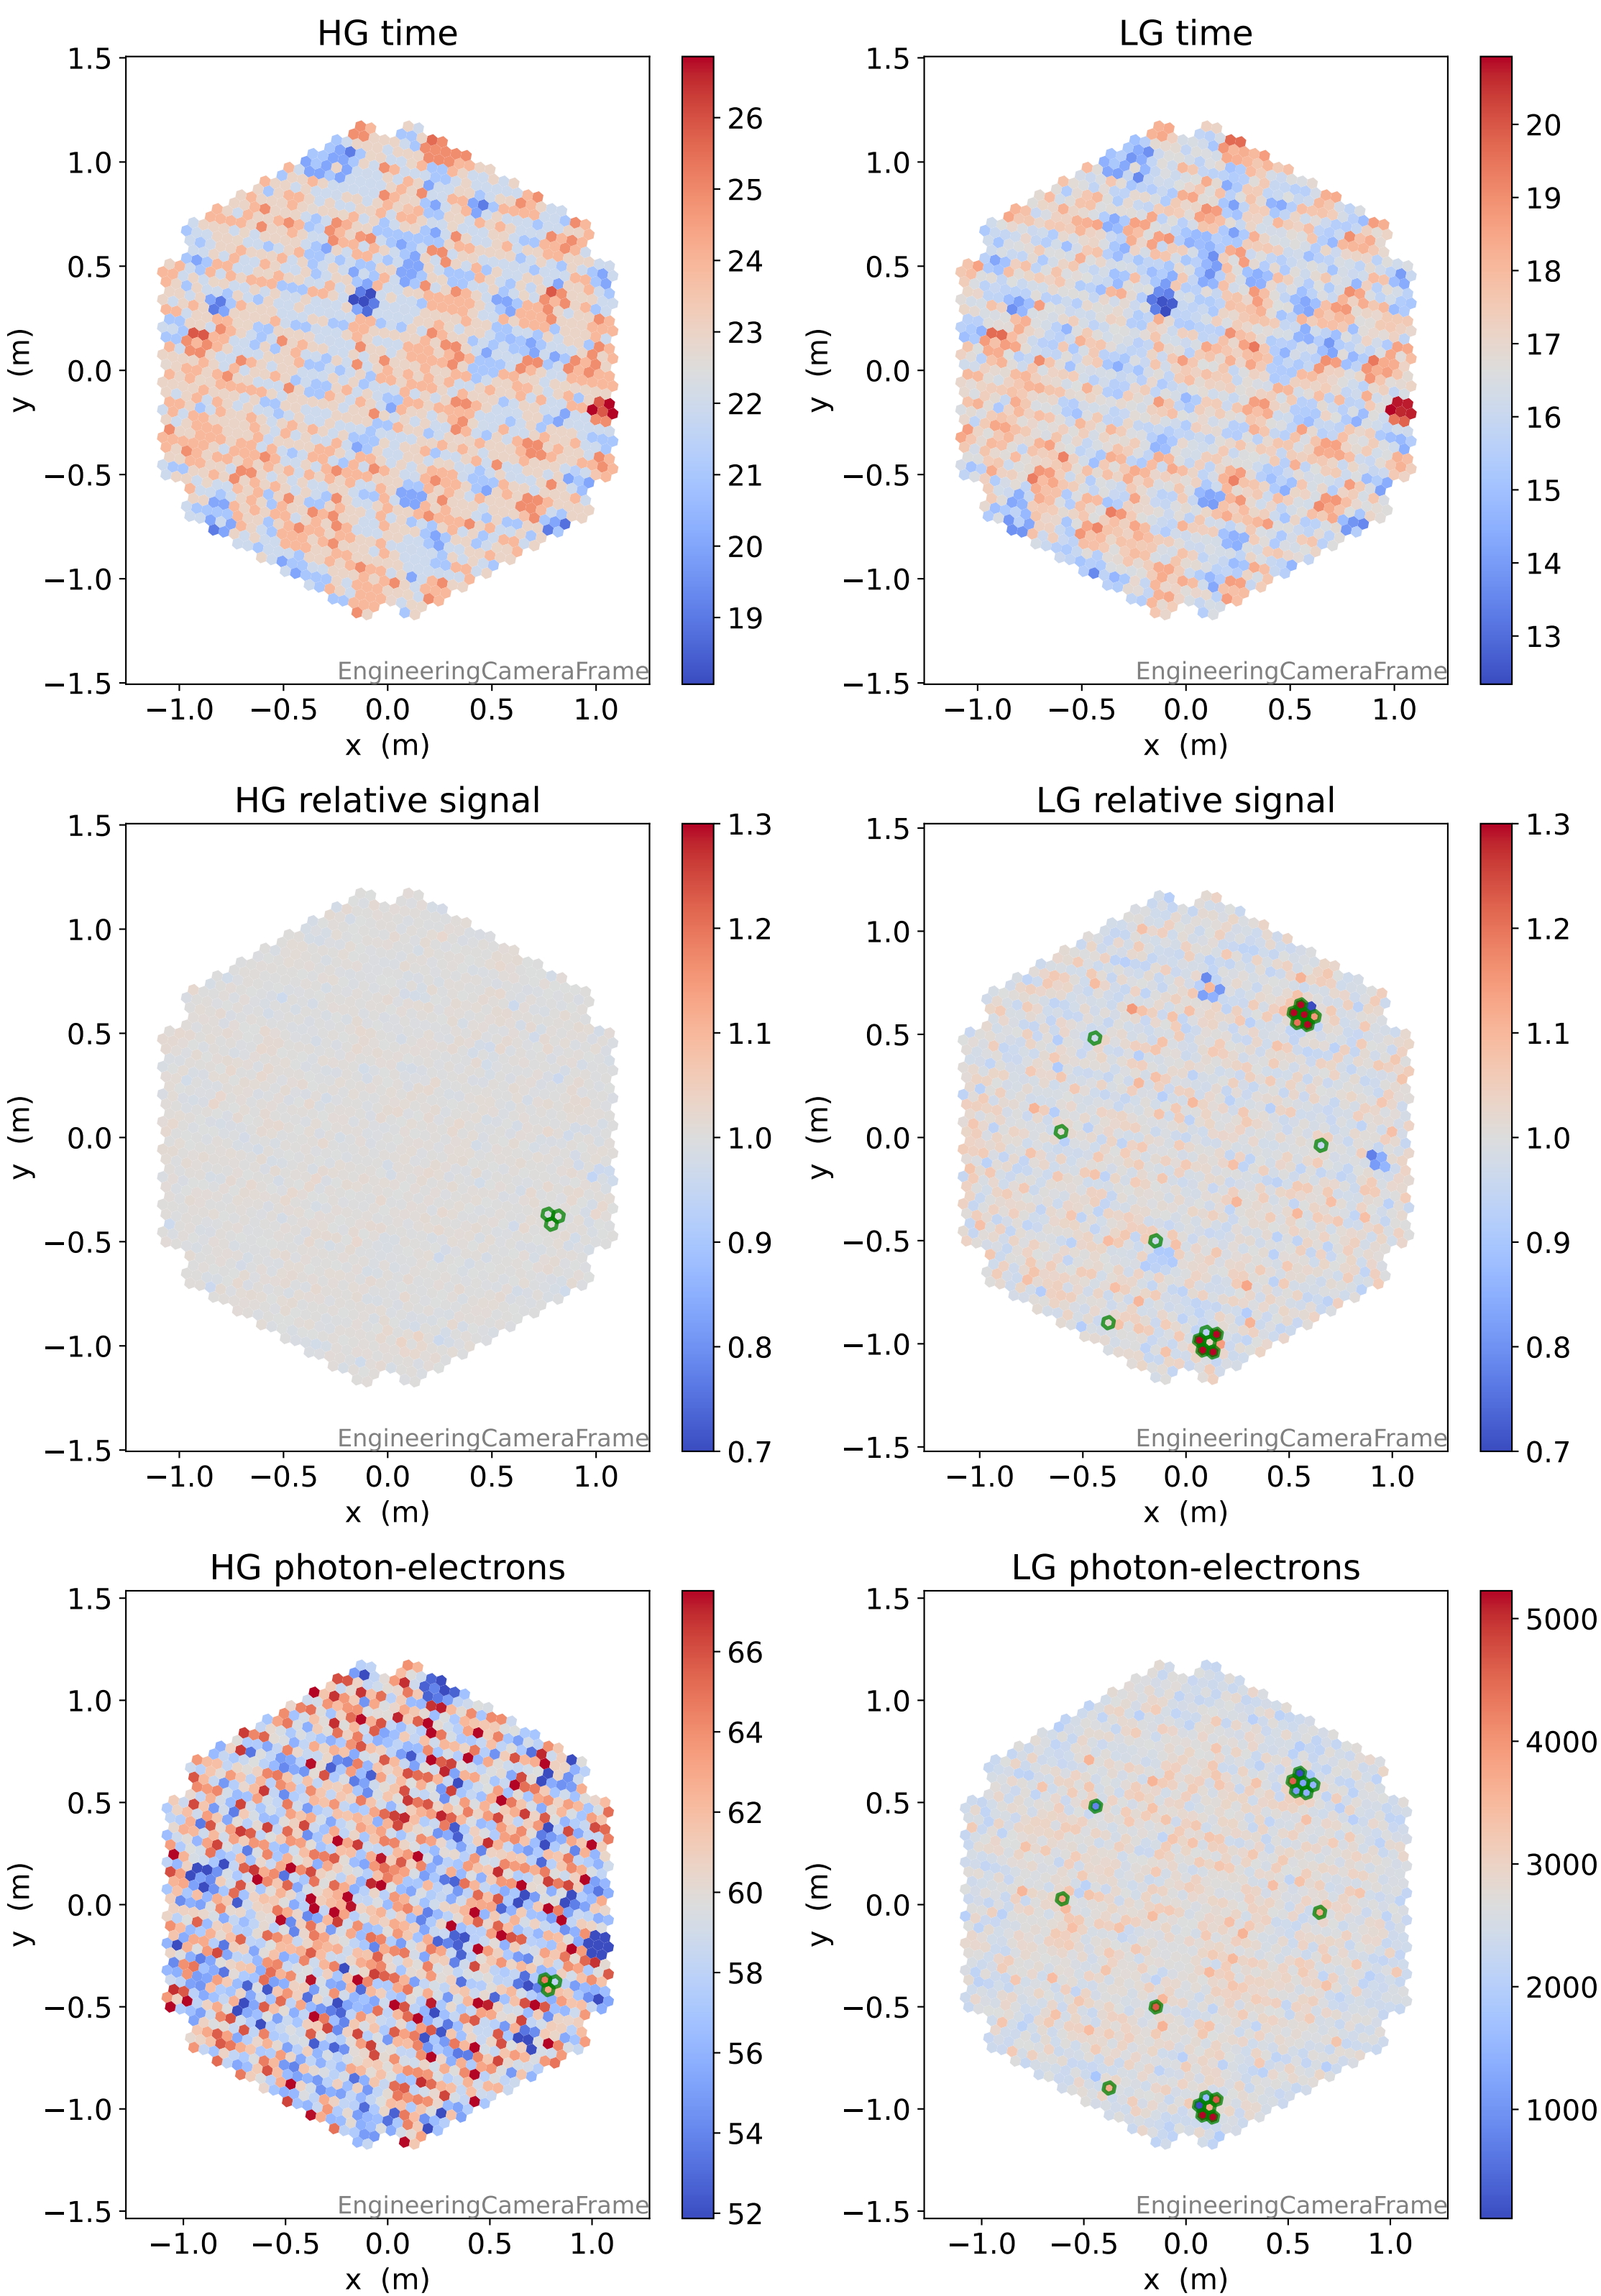 HG time
1.5
1.0
0.5
0.0
−0.5
−1.0
−1.5
y (m)
−1.0 −0.5 0.0 0.5 1.0
x (m)
EngineeringCameraFrame
26
25
24
23
22
21
20
19
LG time
1.5
1.0
0.5
0.0
−0.5
−1.0
−1.5
y (m)
−1.0 −0.5 0.0 0.5 1.0
x (m)
EngineeringCameraFrame
20
19
18
17
16
15
14
13
HG relative signal
1.5
1.0
0.5
0.0
−0.5
−1.0
−1.5
y (m)
−1.0 −0.5 0.0 0.5 1.0
x (m)
EngineeringCameraFrame
1.3
1.2
1.1
1.0
0.9
0.8
0.7
LG relative signal
1.5
1.0
0.5
0.0
−0.5
−1.0
−1.5
y (m)
−1.0 −0.5 0.0 0.5 1.0
x (m)
EngineeringCameraFrame
1.3
1.2
1.1
1.0
0.9
0.8
0.7
HG photon-electrons
1.5
1.0
0.5
0.0
−0.5
−1.0
−1.5
y (m)
−1.0 −0.5 0.0 0.5 1.0
x (m)
EngineeringCameraFrame
66
64
62
60
58
56
54
52
LG photon-electrons
1.5
1.0
0.5
0.0
−0.5
−1.0
−1.5
y (m)
−1.0 −0.5 0.0 0.5 1.0
x (m)
EngineeringCameraFrame
5000
4000
3000
2000
1000